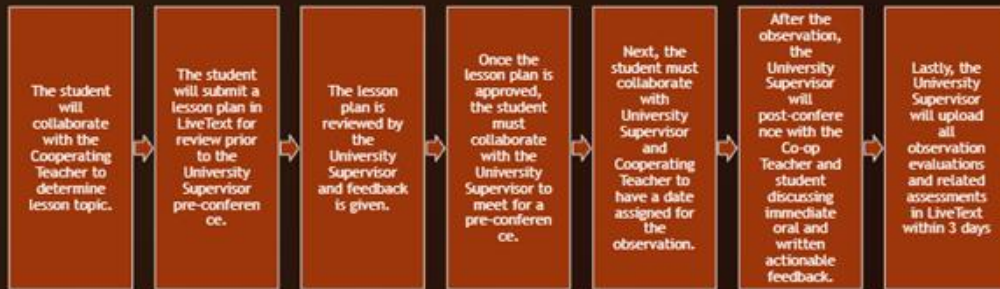 The student
will
collaborate
with the
Cooperating
Teacher to
determine
lesson topic.
The student
will submit a
lesson plan in
LiveText for
review prior
to the
University
Supervisor
pre-conferen
ce.
The lesson
plan is
reviewed by
the
University
Supervisor
and feedback
is given.
Once the
lesson plan is
approved,
the student
must
collaborate
with the
University
Supervisor to
meet for a
pre-conferen
ce.
Next, the
student must
collaborate
with
University
Supervisor
and
Cooperating
Teacher to
have a date
assigned for
the
observation.
After the
observation,
the
University
Supervisor
will
post-confere
nce with the
Co-op
Teacher and
student
discussing
immediate
oral and
written
actionable
feedback.
Lastly, the
University
Supervisor
will upload
all
observation
evaluations
and related
assessments
in LiveText
within 3 days